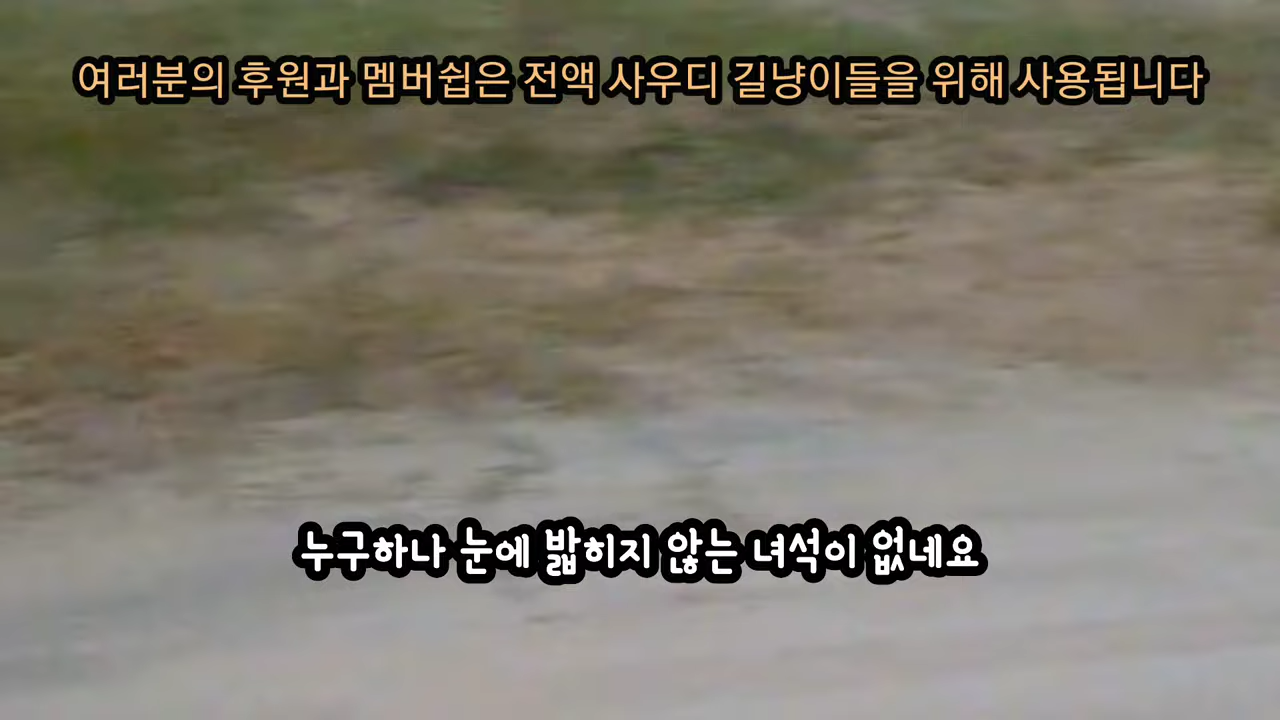 여러분의 후원과 멤버쉽은 전액 사우디 길냥이들을 위해 사용됩니다
누구하나 눈에 밟히지 않는 녀석이 없네요